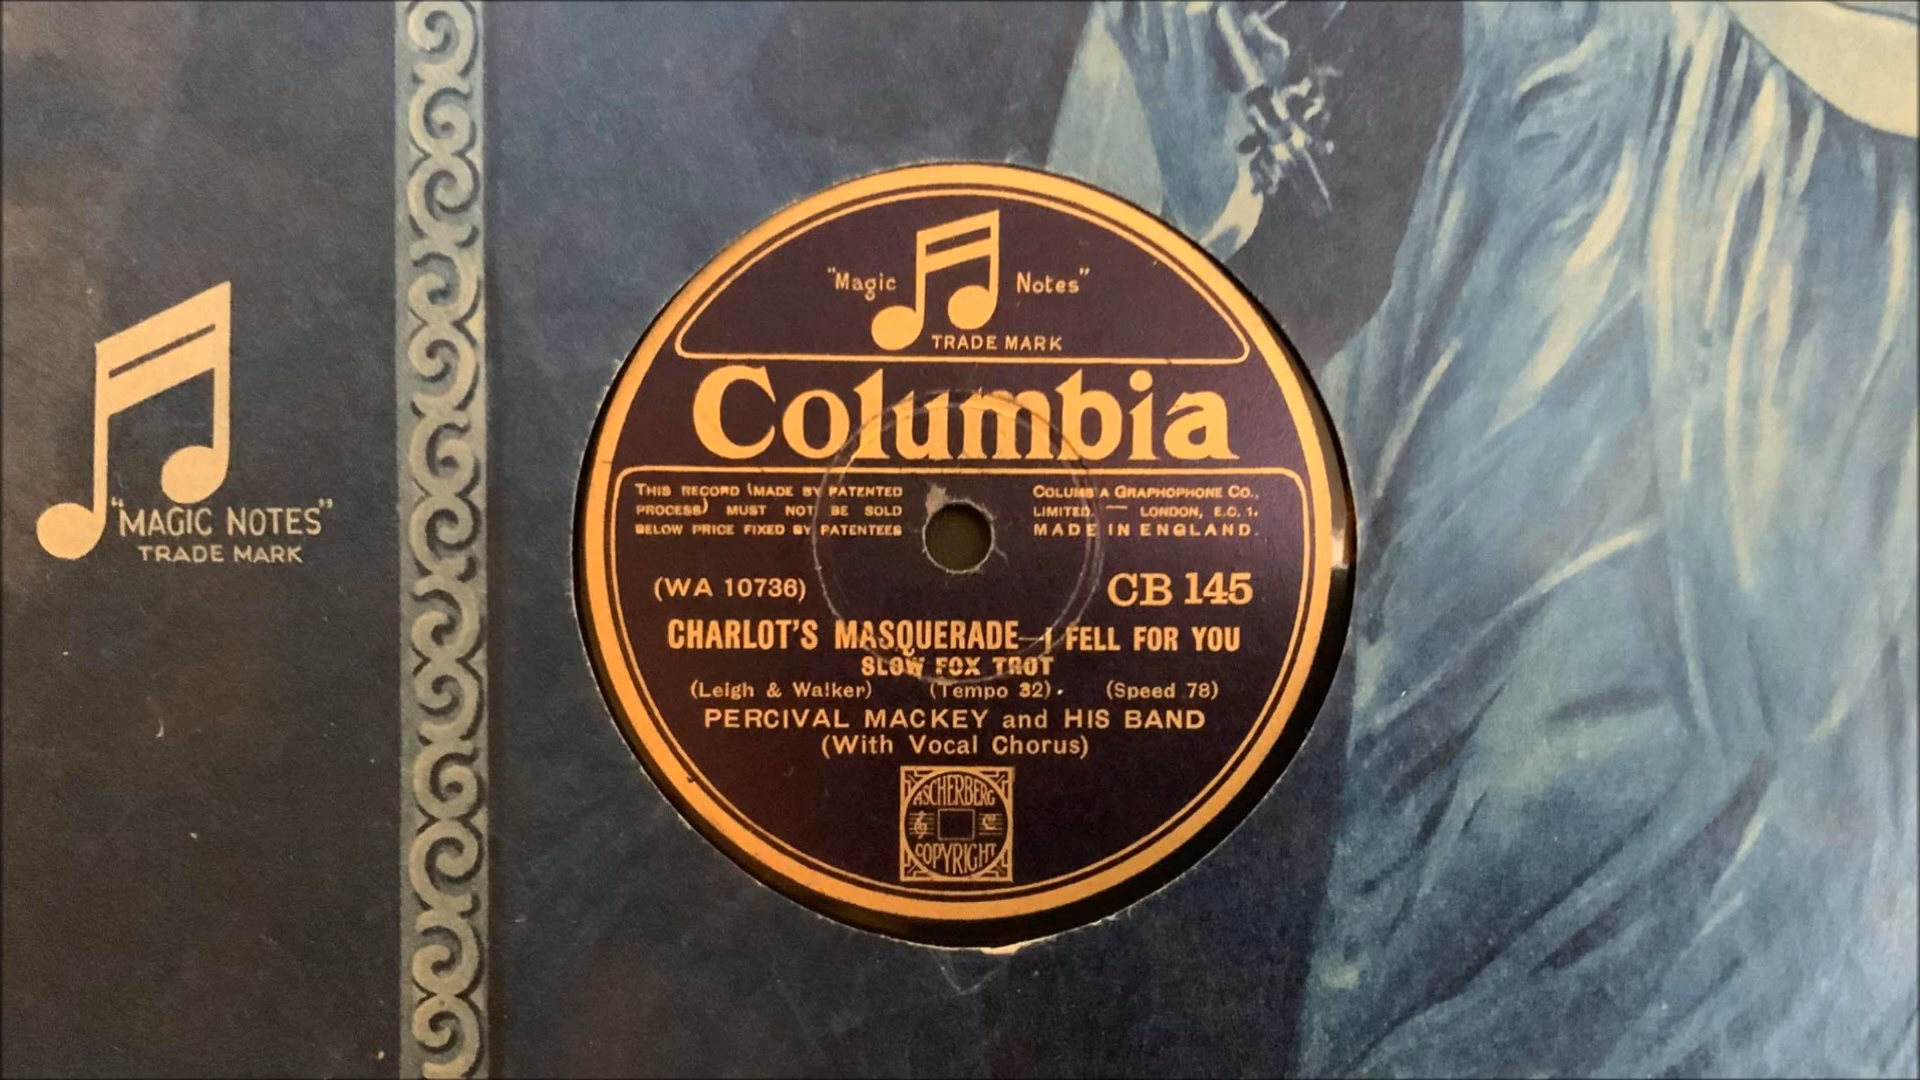 "MAGIC NOTES"
TRADE MARK
"Magic Notes"
TRADE MARK
Columbia
THIS RECORD (MADE BY PATENTED
PROCESS) MUST NOT BE SOLD
BELOW PRICE FIXED BY PATENTEES
COLUMBIA GRAPHOPHONE CO.,
LIMITED. — LONDON, E.C. 1.
MADE IN ENGLAND.
(WA 10736)
CB 145
CHARLOT'S MASQUERADE—I FELL FOR YOU
SLOW FOX TROT
(Leigh & Walker) (Tempo 32). (Speed 78)
PERCIVAL MACKEY and HIS BAND
(With Vocal Chorus)
ASCHERBERG
COPYRIGHT